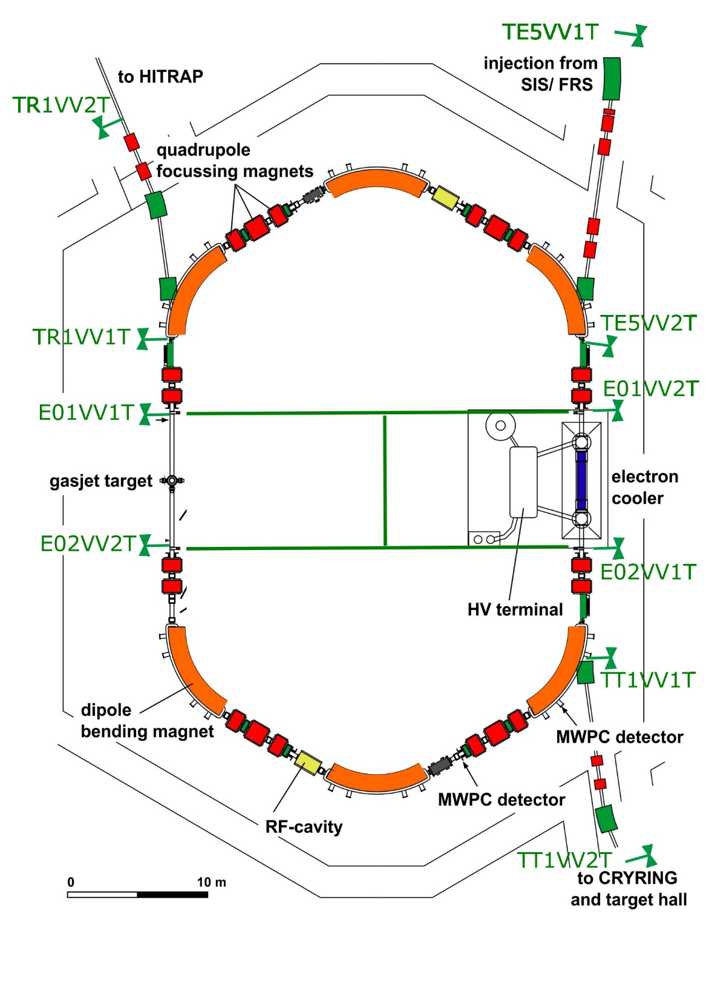 TE5VV1T
injection from
SIS/ FRS
to HITRAP
TR1VV2T
quadrupole
focussing magnets
TE5VV2T
TR1VV1T
E01VV2T
E01VV1T
gasjet target
electron
cooler
E02VV2T
E02VV1T
HV terminal
TT1VV1T
dipole
bending magnet
MWPC detector
MWPC detector
RF-cavity
TT1VV2T
to CRYRING
and target hall
0 10 m